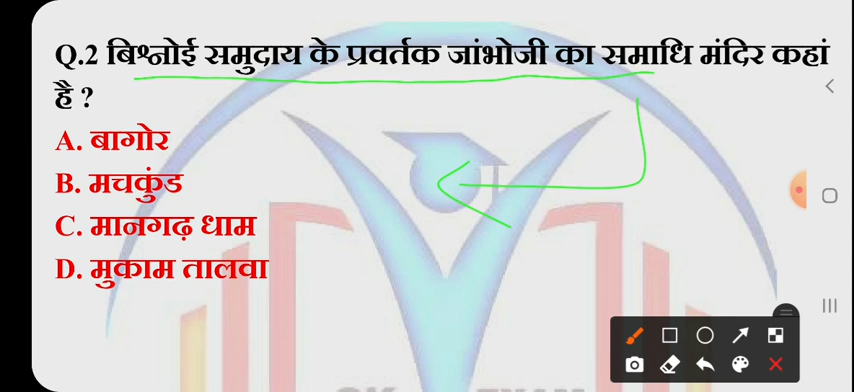 Q.2 बिश्नोई समुदाय के प्रवर्तक जांभोजी का समाधि मंदिर कहां
है ?
A. बागोर
B. मचकुंड
C. मानगढ़ धाम
D. मुकाम तालवा